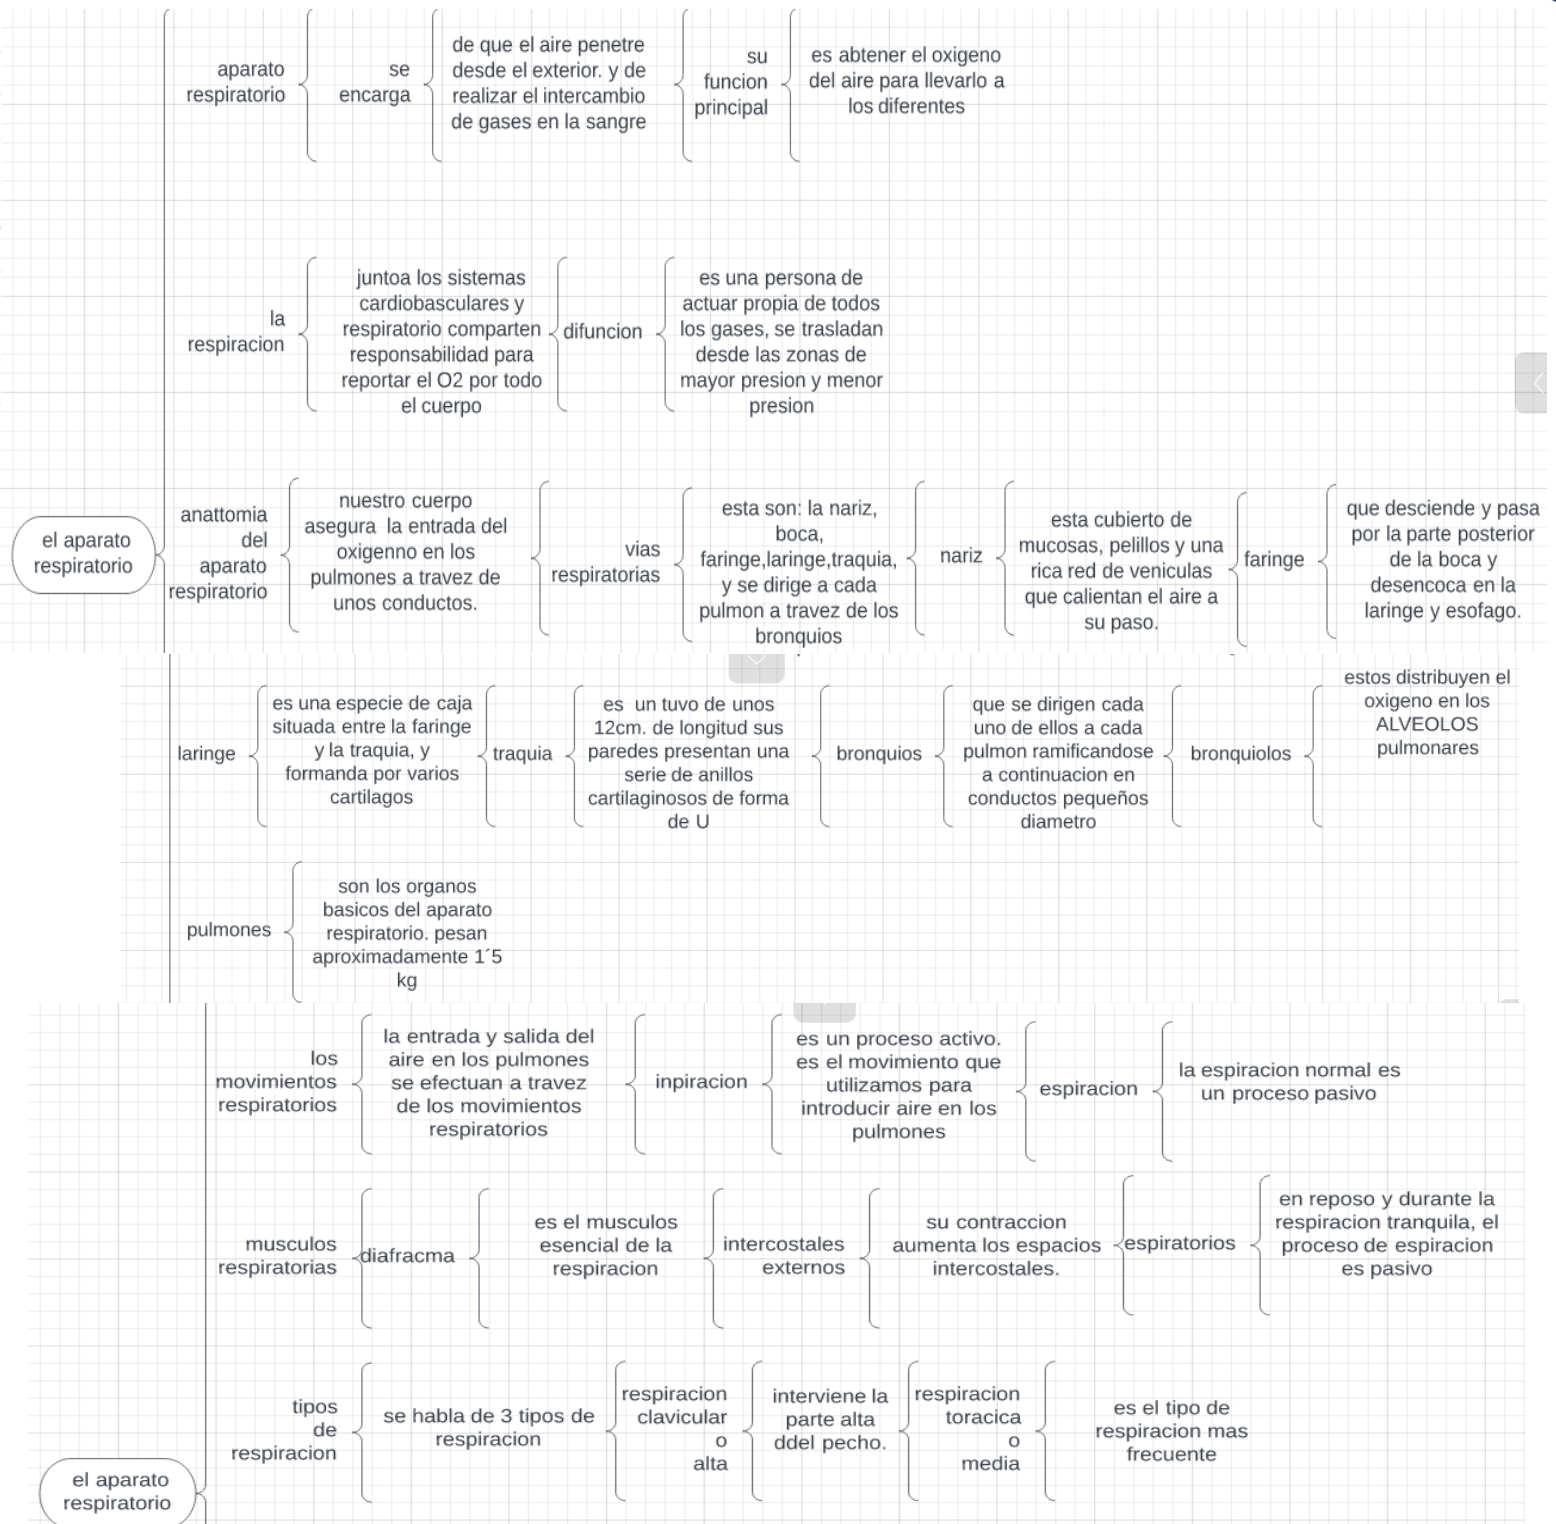 aparato
respiratorio
se
encarga
de que el aire penetre
desde el exterior. y de
realizar el intercambio
de gases en la sangre
su
funcion
principal
es abtener el oxigeno
del aire para llevarlo a
los diferentes
la
respiracion
juntoa los sistemas
cardiobasculares y
respiratorio comparten
responsabilidad para
reportar el O2 por todo
el cuerpo
difuncion
es una persona de
actuar propia de todos
los gases, se trasladan
desde las zonas de
mayor presion y menor
presion
el aparato
respiratorio
anattomia
del
aparato
respiratorio
nuestro cuerpo
asegura la entrada del
oxigenno en los
pulmones a travez de
unos conductos.
vias
respiratorias
esta son: la nariz,
boca,
faringe,laringe,traquia,
y se dirige a cada
pulmon a travez de los
bronquios
nariz
esta cubierto de
mucosas, pelillos y una
rica red de veniculas
que calientan el aire a
su paso.
faringe
que desciende y pasa
por la parte posterior
de la boca y
desencoca en la
laringe y esofago.
laringe
es una especie de caja
situada entre la faringe
y la traquia, y
formanda por varios
cartilagos
traquia
es un tuvo de unos
12cm. de longitud sus
paredes presentan una
serie de anillos
cartilaginosos de forma
de U
bronquios
que se dirigen cada
uno de ellos a cada
pulmon ramificandose
a continuacion en
conductos pequeños
diametro
bronquiolos
estos distribuyen el
oxigeno en los
ALVEOLOS
pulmonares
pulmones
son los organos
basicos del aparato
respiratorio. pesan
aproximadamente 1´5
kg
los
movimientos
respiratorios
la entrada y salida del
aire en los pulmones
se efectuan a travez
de los movimientos
respiratorios
inpiracion
es un proceso activo.
es el movimiento que
utilizamos para
introducir aire en los
pulmones
espiracion
la espiracion normal es
un proceso pasivo
musculos
respiratorias
diafracma
es el musculos
esencial de la
respiracion
intercostales
externos
su contraccion
aumenta los espacios
intercostales.
espiratorios
en reposo y durante la
respiracion tranquila, el
proceso de espiracion
es pasivo
tipos
de
respiracion
se habla de 3 tipos de
respiracion
respiracion
clavicular
o
alta
interviene la
parte alta
ddel pecho.
respiracion
toracica
o
media
es el tipo de
respiracion mas
frecuente
el aparato
respiratorio